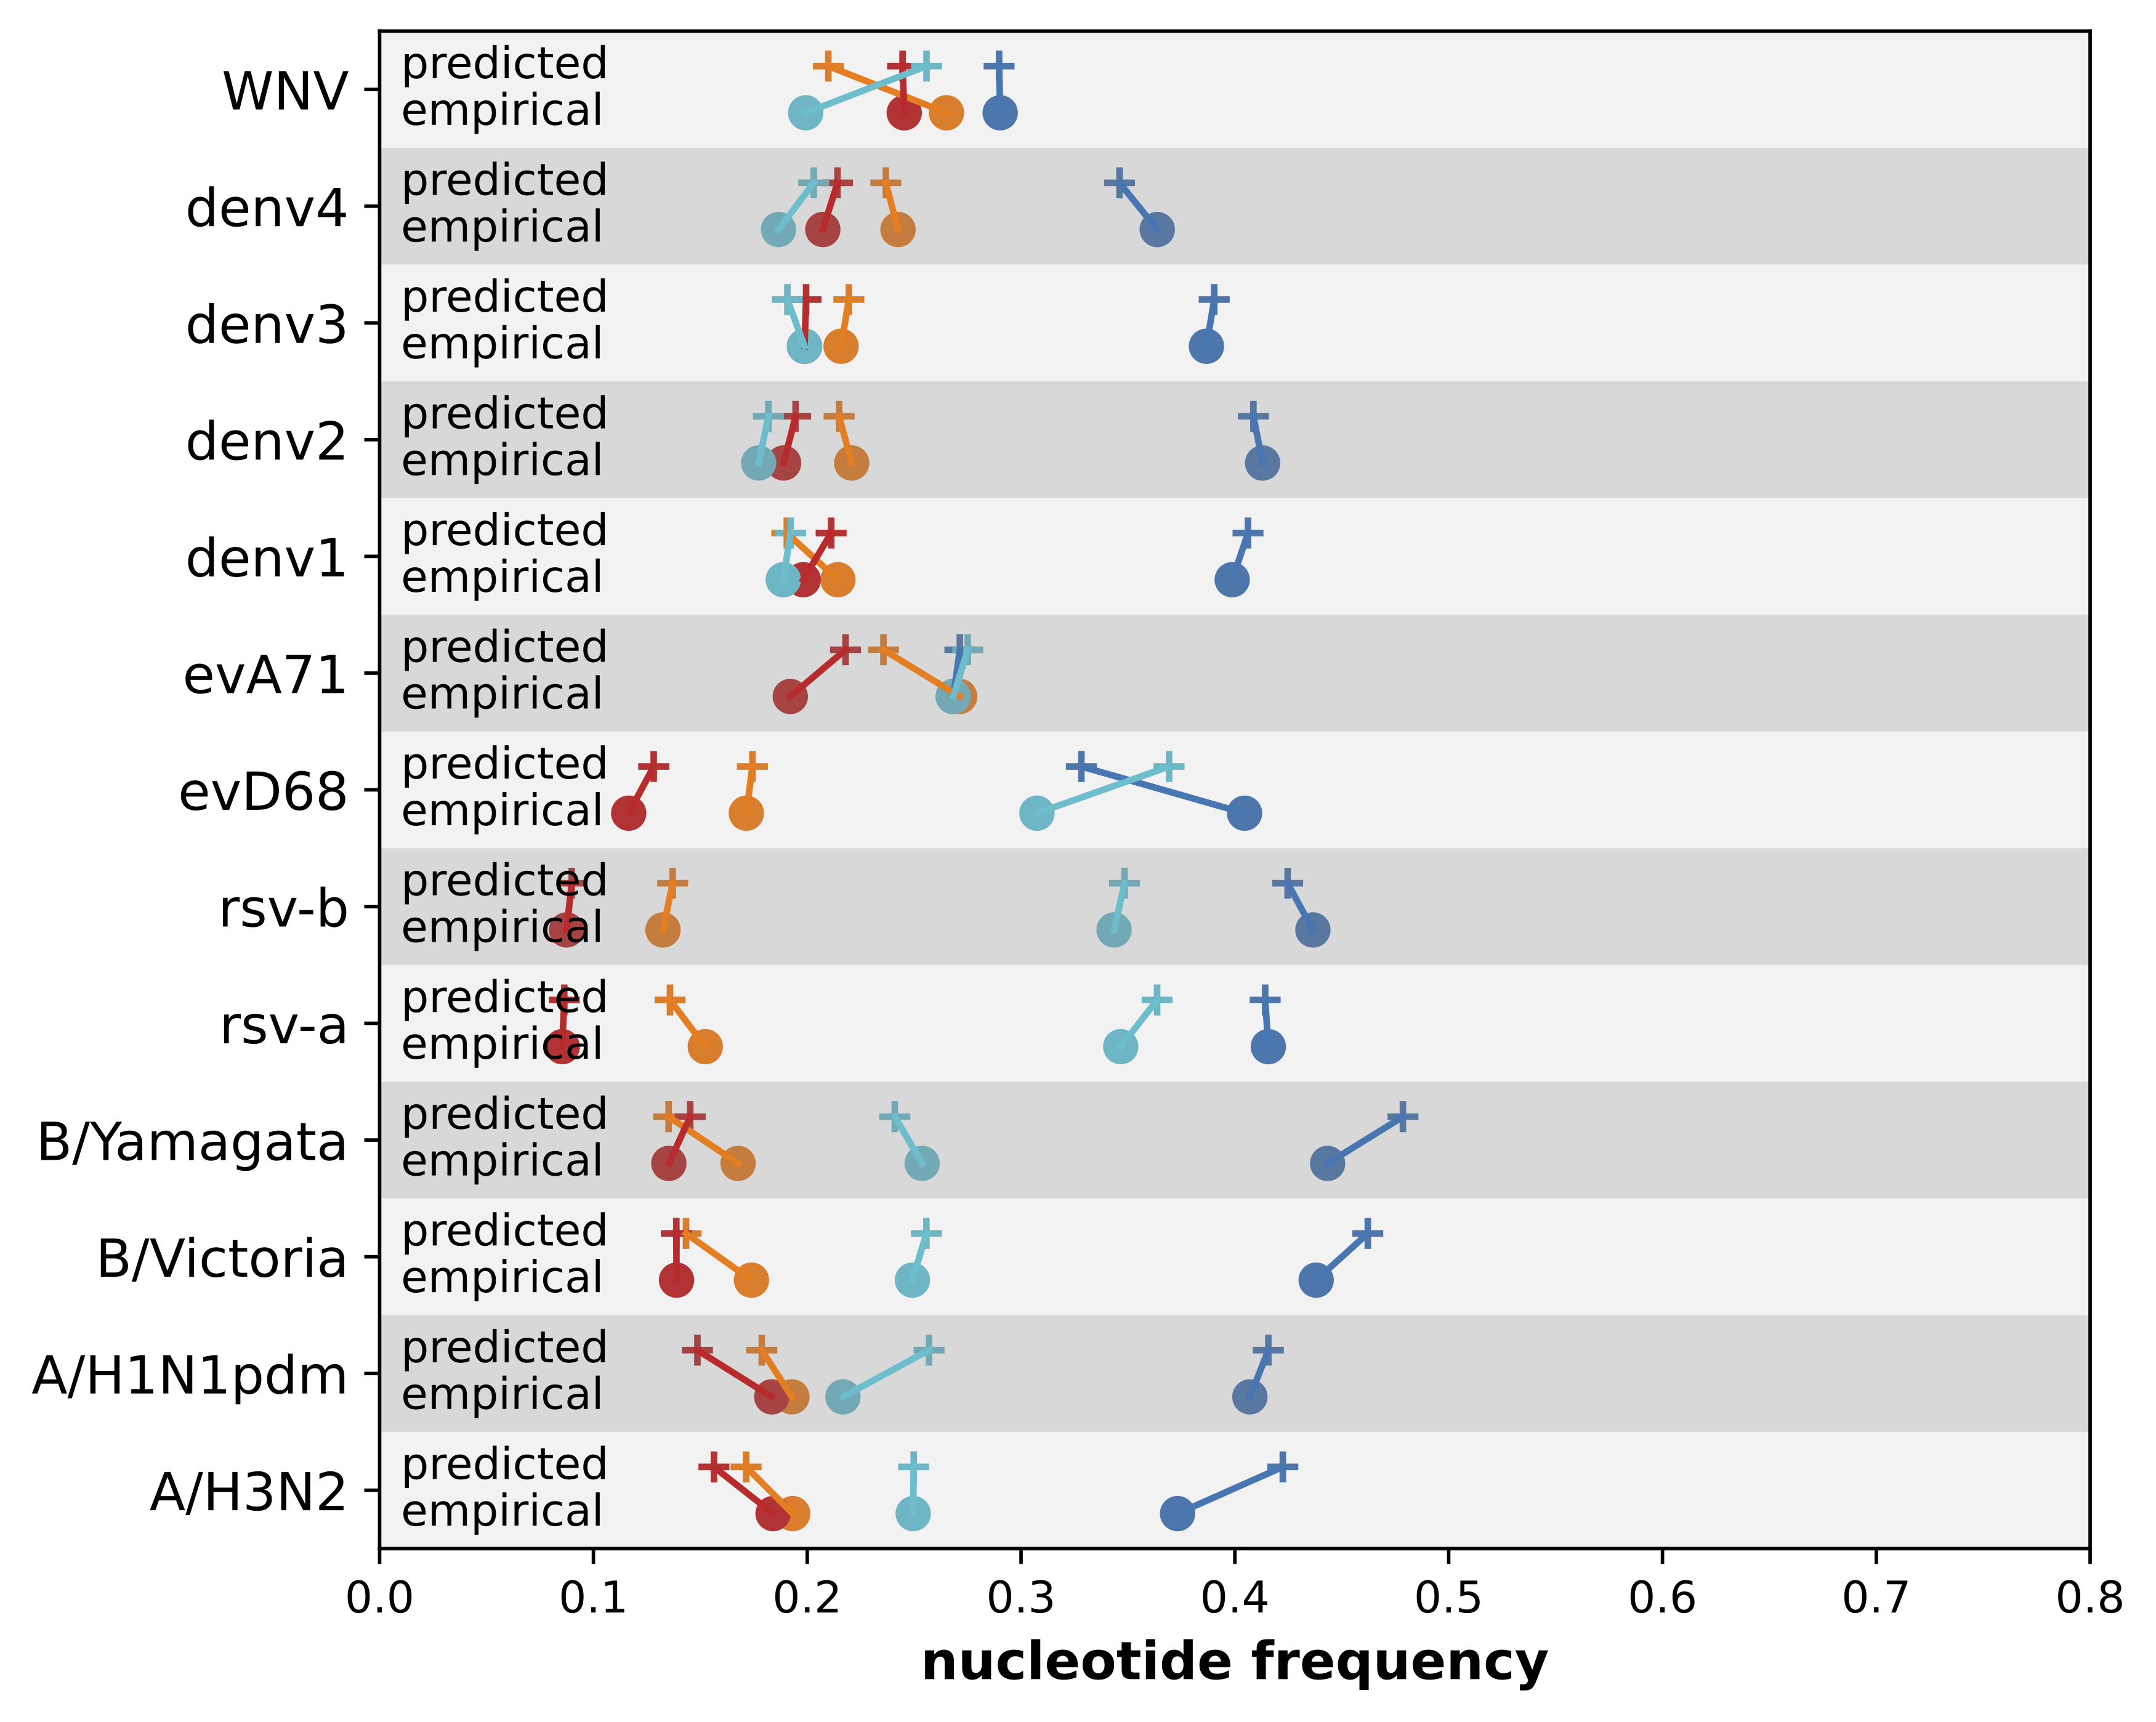 WNV
predicted
empirical
denv4
predicted
empirical
denv3
predicted
empirical
denv2
predicted
empirical
denv1
predicted
empirical
evA71
predicted
empirical
evD68
predicted
empirical
rsv-b
predicted
empirical
rsv-a
predicted
empirical
B/Yamagata
predicted
empirical
B/Victoria
predicted
empirical
A/H1N1pdm
predicted
empirical
A/H3N2
predicted
empirical
0.0 0.1 0.2 0.3 0.4 0.5 0.6 0.7 0.8
nucleotide frequency